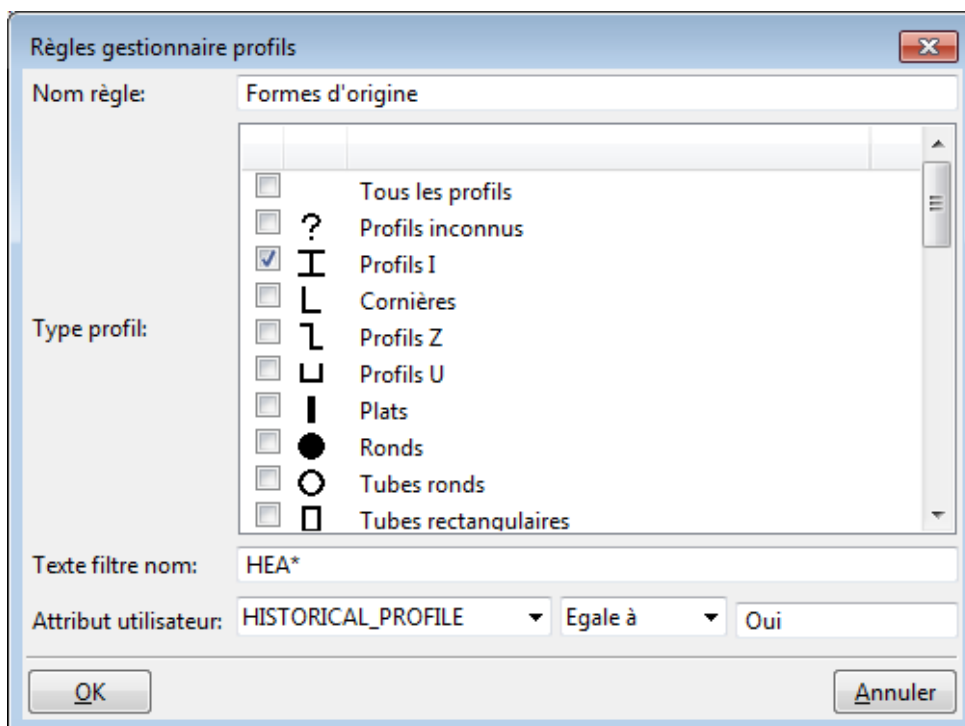 Règles gestionnaire profils
Nom règle: Formes d'origine
Tous les profils
? Profils inconnus
Profils I
Cornières
Profils Z
Type profil:
Profils U
Plats
Ronds
Tubes ronds
Tubes rectangulaires
Texte filtre nom: HEA*
Attribut utilisateur: HISTORICAL_PROFILE Egale à Oui
OK Annuler